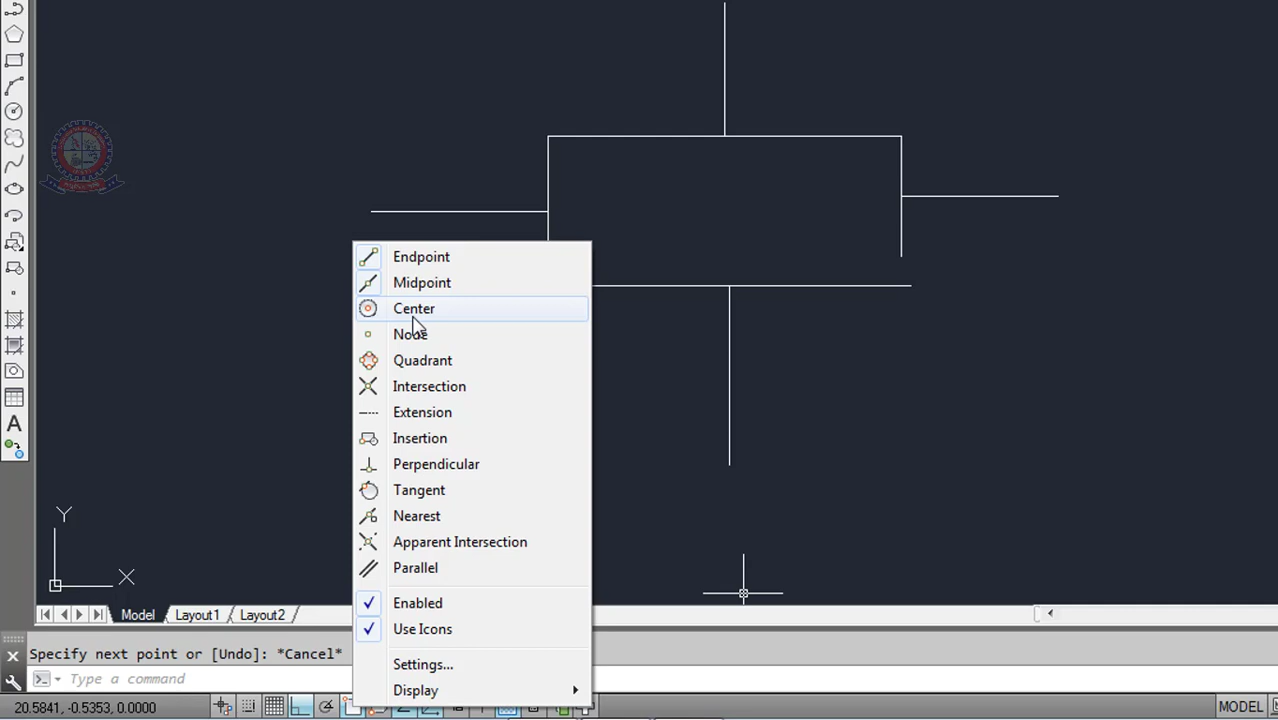 Endpoint
Midpoint
Center
Node
Quadrant
Intersection
Extension
Insertion
Perpendicular
Tangent
Nearest
Apparent Intersection
Parallel
Enabled
Use Icons
Settings...
Display
A
Y
X
Model Layout1 Layout2
Specify next point or [Undo]: *Cancel*
Type a command
20.5841, -0.5353, 0.0000
MODEL